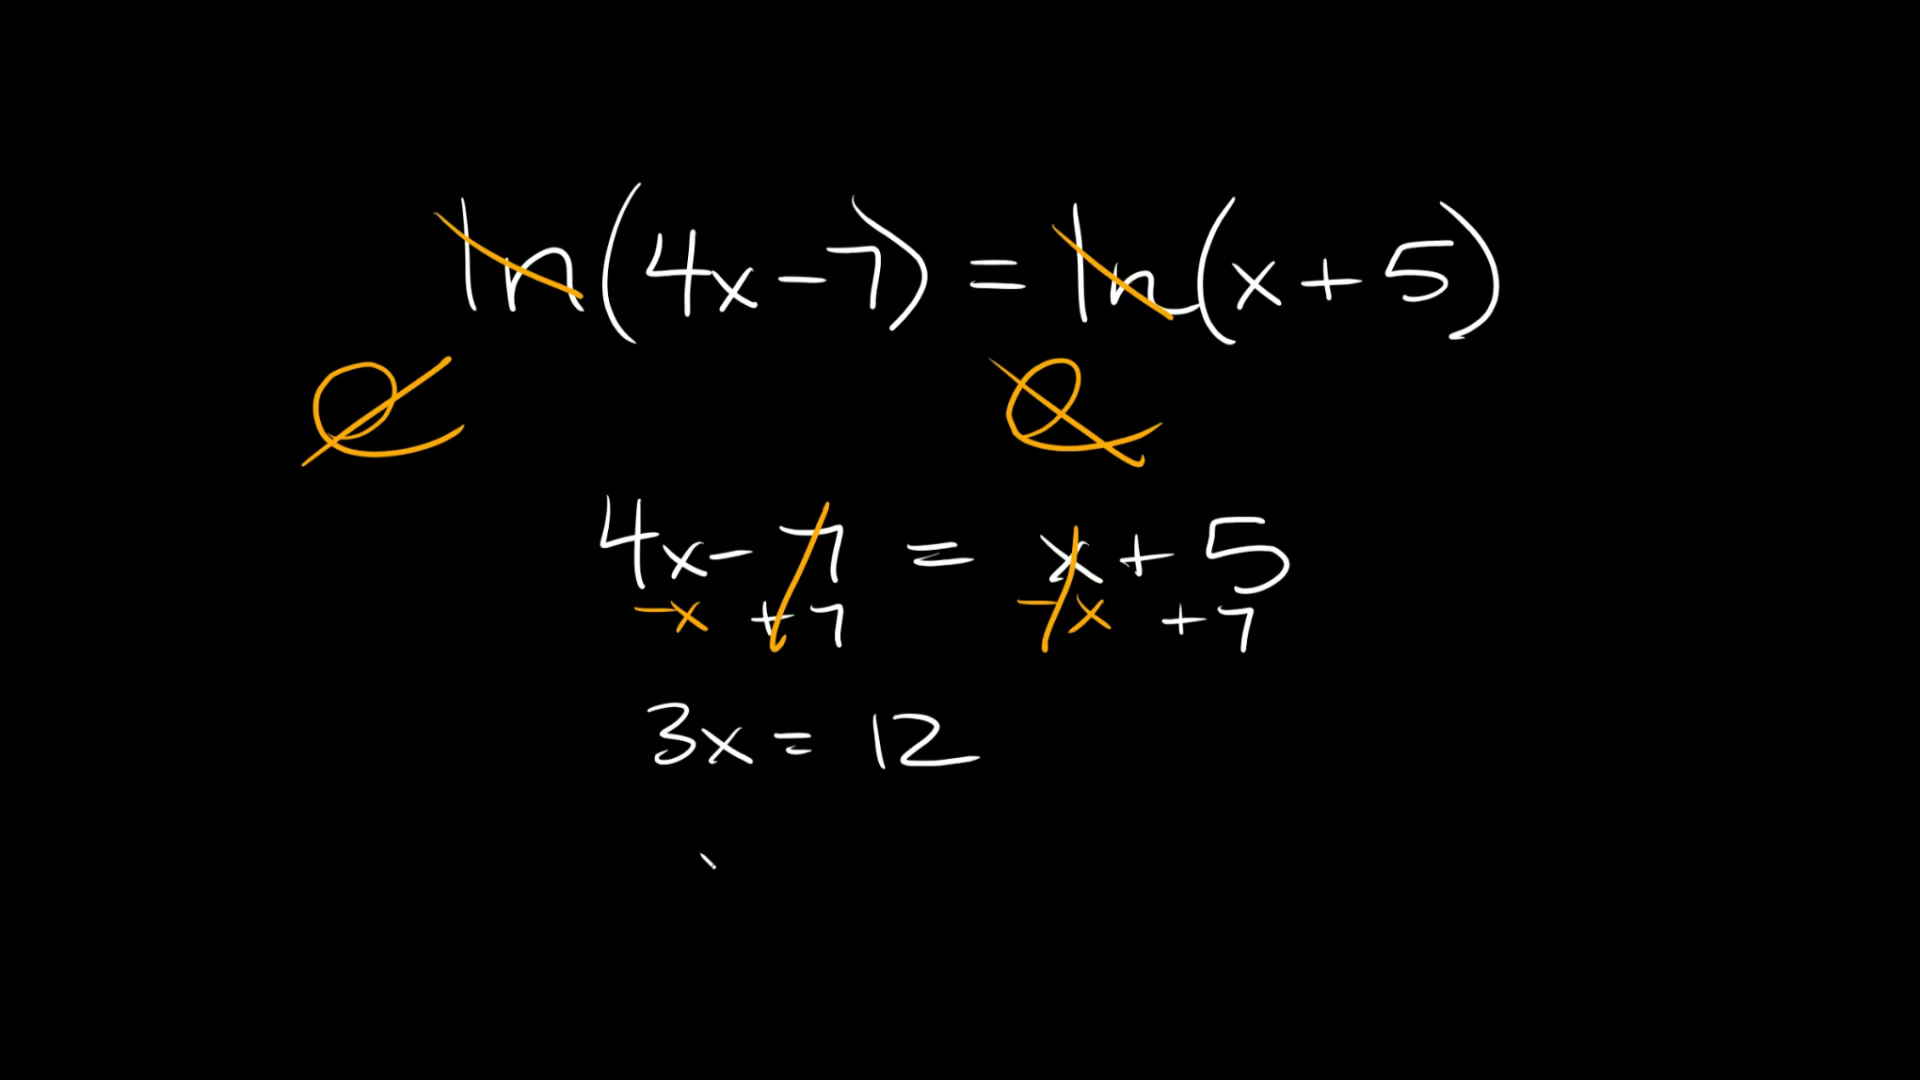 ln(4x-7)=ln(x+5)
e e
4x-7 = x+5
-x +7 -x +7
3x= 12